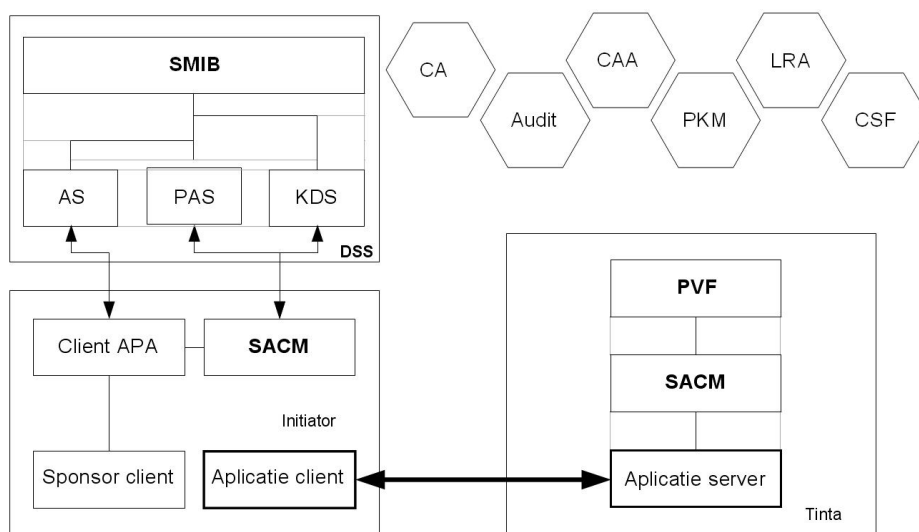 SMIB
CA
CAA
LRA
Audit
PKM
CSF
AS
PAS
KDS
DSS
PVF
Client APA
SACM
SACM
Initiator
Sponsor client
Aplicatie client
Aplicatie server
Tinta